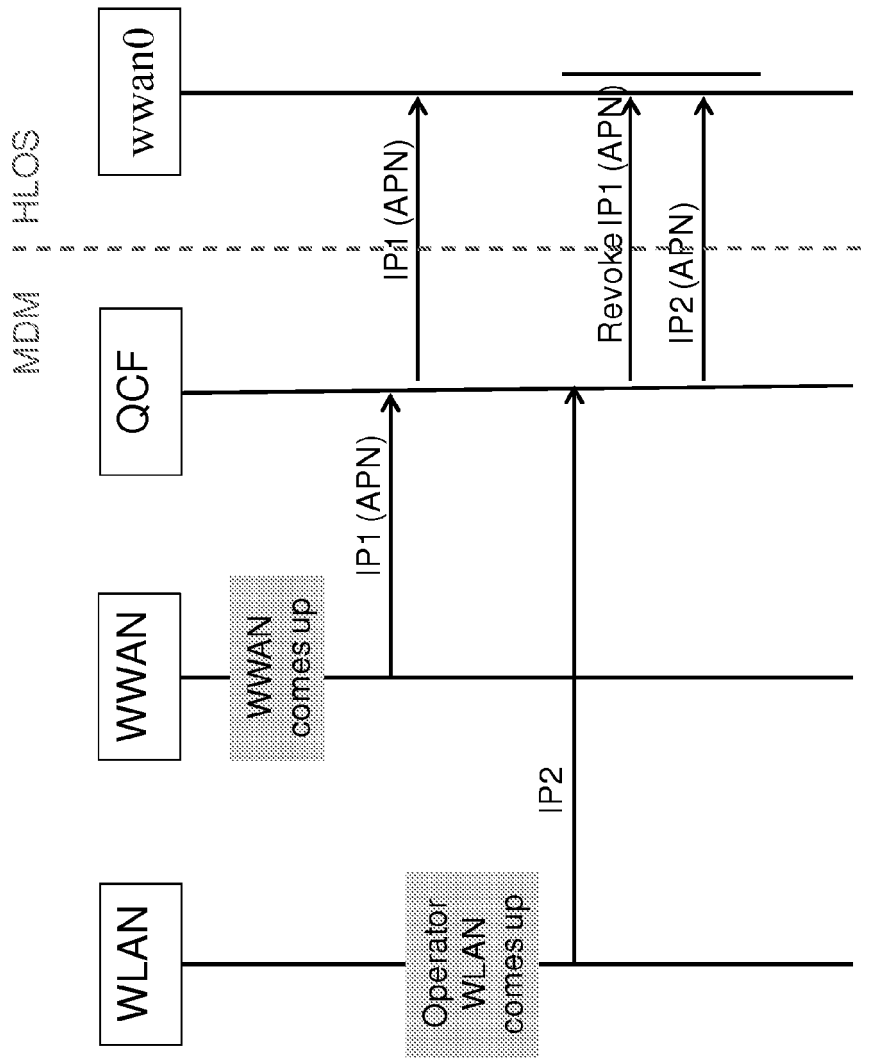 MDM
HLOS
WLAN
WWAN
QCF
wwan0
WWAN
comes up
IP1 (APN)
IP1 (APN)
Operator
WLAN
comes up
IP2
Revoke IP1 (APN)
IP2 (APN)